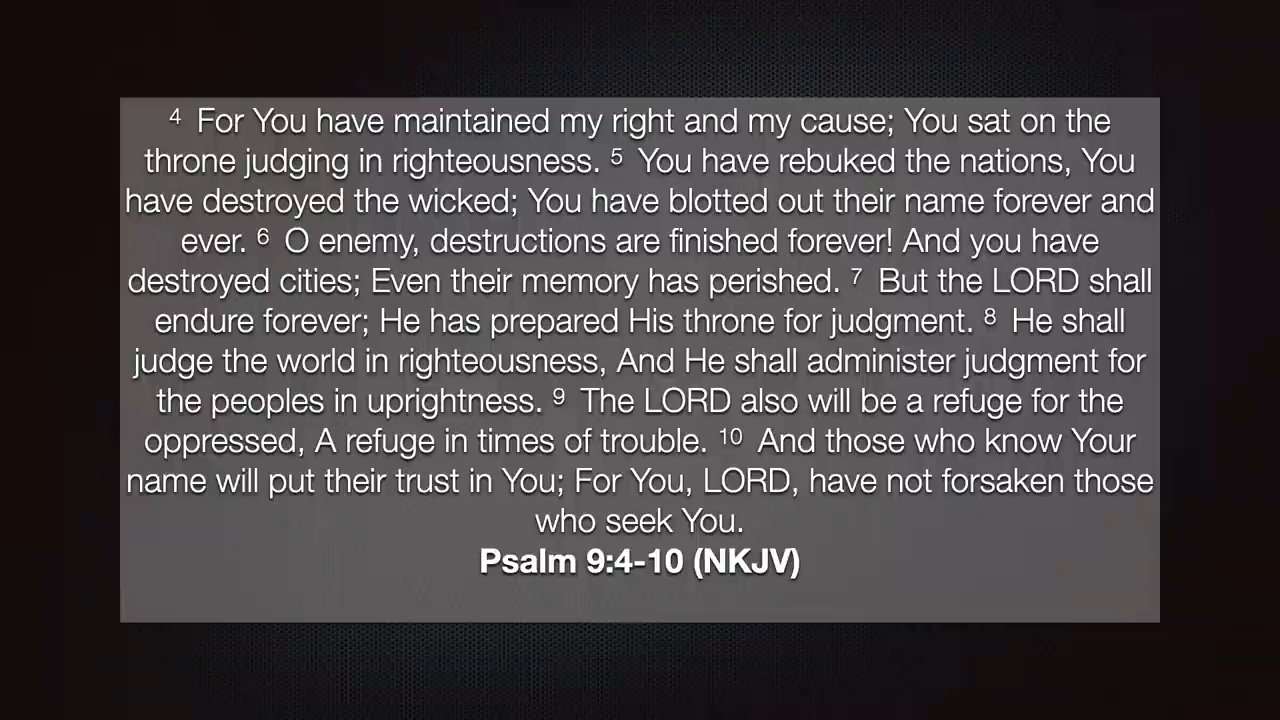 4 For You have maintained my right and my cause; You sat on the
throne judging in righteousness. 5 You have rebuked the nations, You
have destroyed the wicked; You have blotted out their name forever and
ever. 6 O enemy, destructions are finished forever! And you have
destroyed cities; Even their memory has perished. 7 But the LORD shall
endure forever; He has prepared His throne for judgment. 8 He shall
judge the world in righteousness, And He shall administer judgment for
the peoples in uprightness. 9 The LORD also will be a refuge for the
oppressed, A refuge in times of trouble. 10 And those who know Your
name will put their trust in You; For You, LORD, have not forsaken those
who seek You.
Psalm 9:4-10 (NKJV)